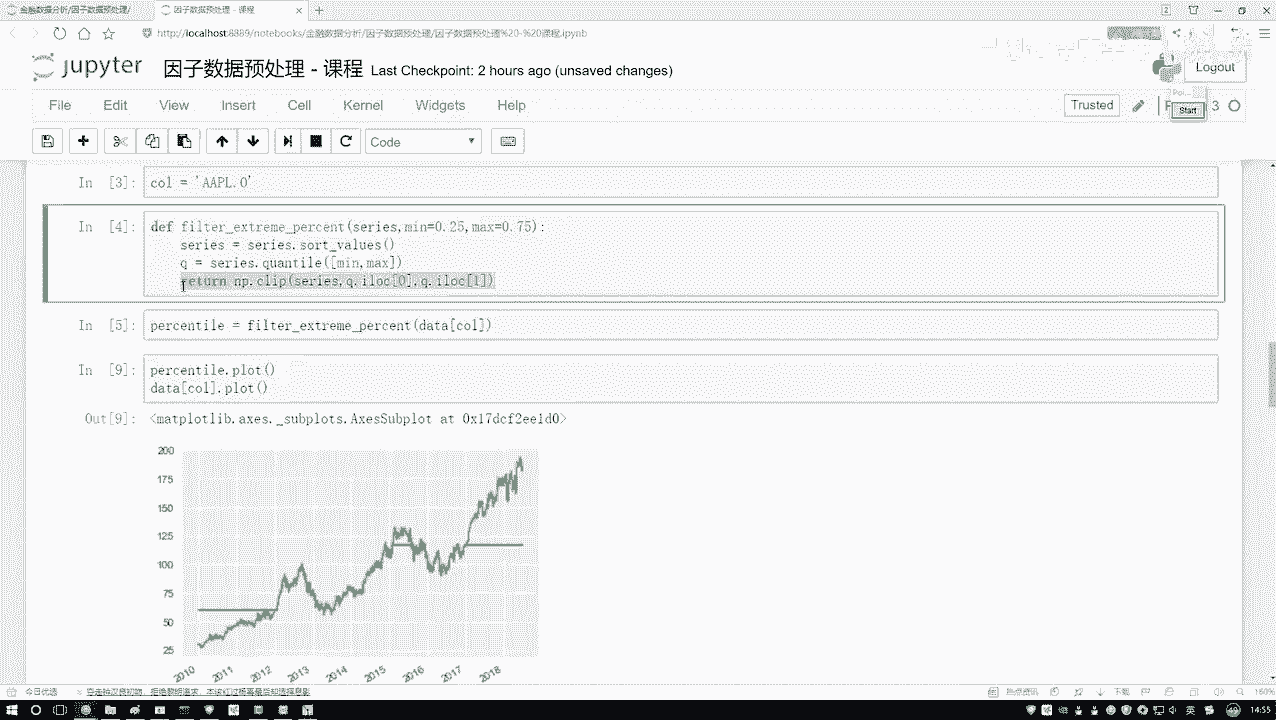 金融数据分析/因子数据预处理/
因子数据预处理 - 课程
http://localhost:8889/notebooks/金融数据分析/因子数据预处理/因子数据预处理%20-%20课程.ipynb
jupyter 因子数据预处理 - 课程 Last Checkpoint: 2 hours ago (unsaved changes)
Logout
File Edit View Insert Cell Kernel Widgets Help
Trusted
3
Start
Code
In [3]: col = 'AAPL.O'
In [4]: def filter_extreme_percent(series,min=0.25,max=0.75):
series = series.sort_values()
q = series.quantile([min,max])
return np.clip(series,q.iloc[0],q.iloc[1])
In [5]: percentile = filter_extreme_percent(data[col])
In [9]: percentile.plot()
data[col].plot()
Out[9]: <matplotlib.axes._subplots.AxesSubplot at 0x17dcf2ee1d0>
200
175
150
125
100
75
50
25
2010 2011 2012 2013 2014 2015 2016 2017 2018
今日优选
热点资讯
下载
160%
14:55